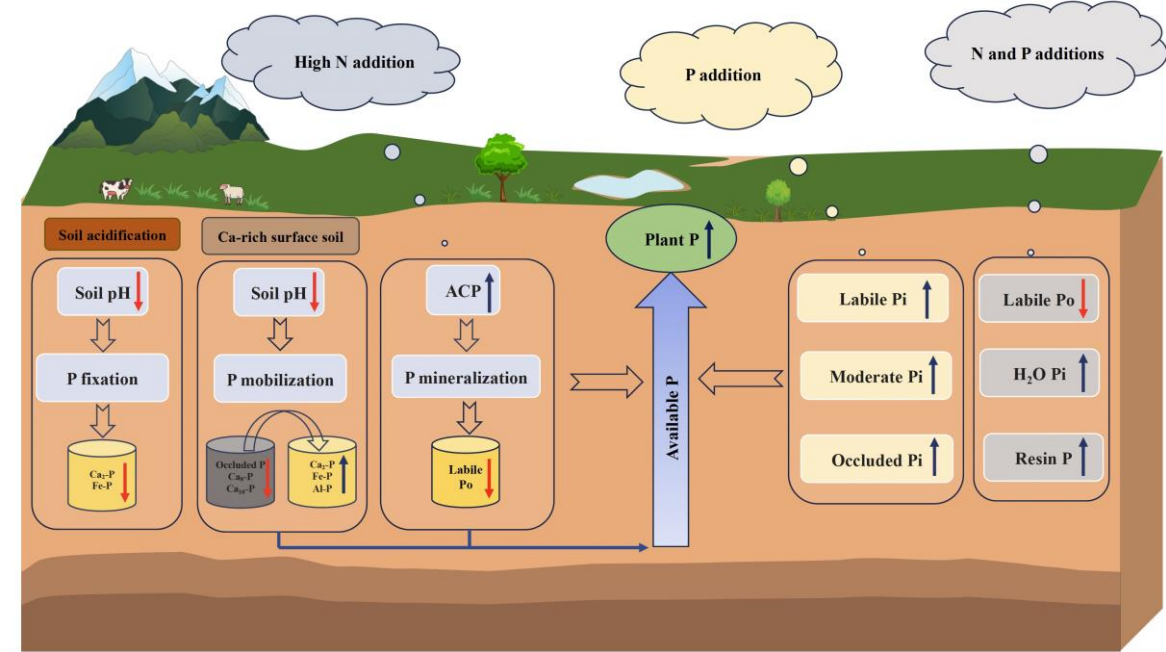 High N addition
P addition
N and P additions
Soil acidification
Ca-rich surface soil
Plant P
Soil pH
P fixation
Ca₂-P
Fe-P
Soil pH
P mobilization
Occluded P
Ca₈-P
Ca₁₀-P
Ca₂-P
Fe-P
Al-P
ACP
P mineralization
Labile
Po
Available P
Labile Pi
Moderate Pi
Occluded Pi
Labile Po
H₂O Pi
Resin P